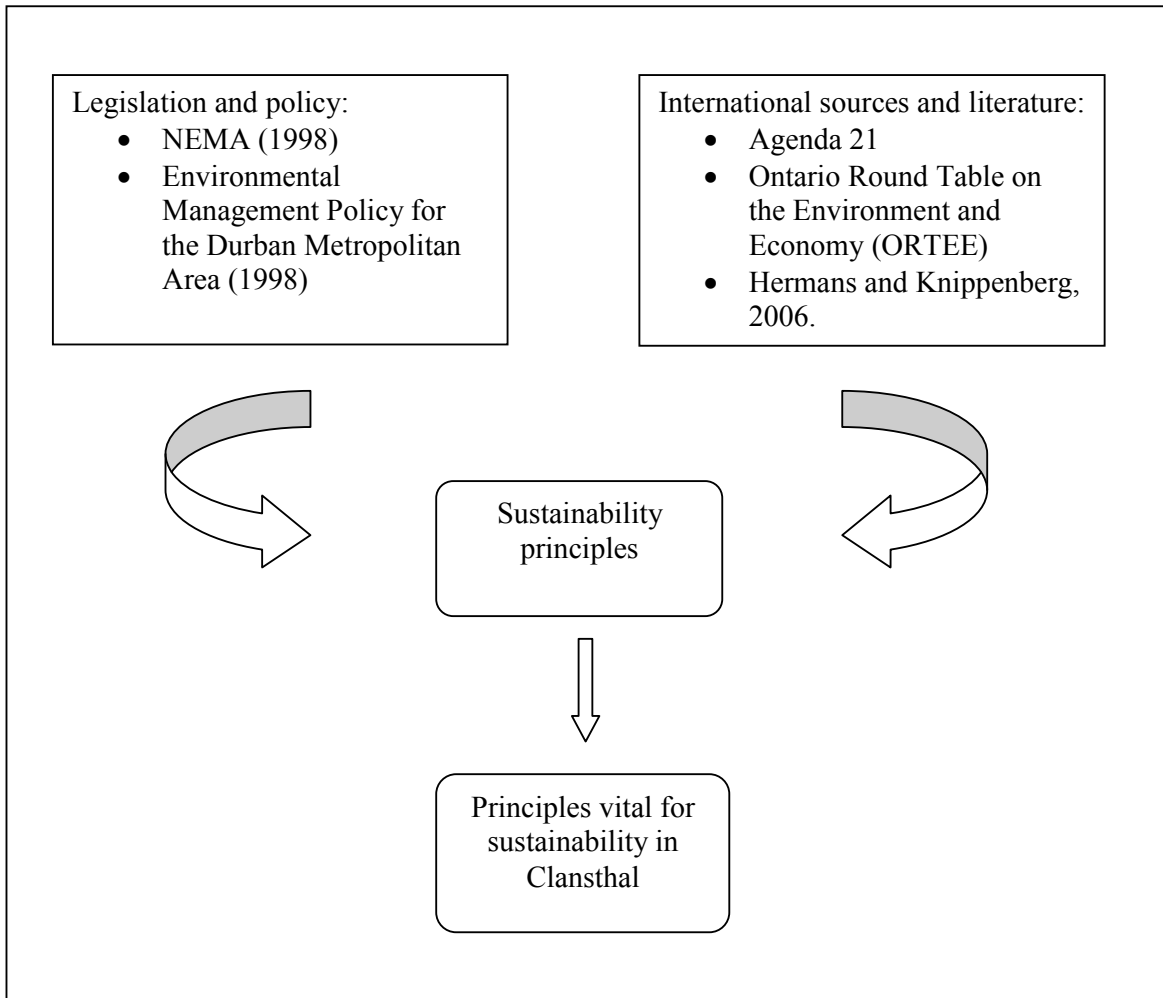 Legislation and policy:
• NEMA (1998)
• Environmental
Management Policy for
the Durban Metropolitan
Area (1998)
International sources and literature:
• Agenda 21
• Ontario Round Table on
the Environment and
Economy (ORTEE)
• Hermans and Knippenberg,
2006.
Sustainability
principles
Principles vital for
sustainability in
Clansthal